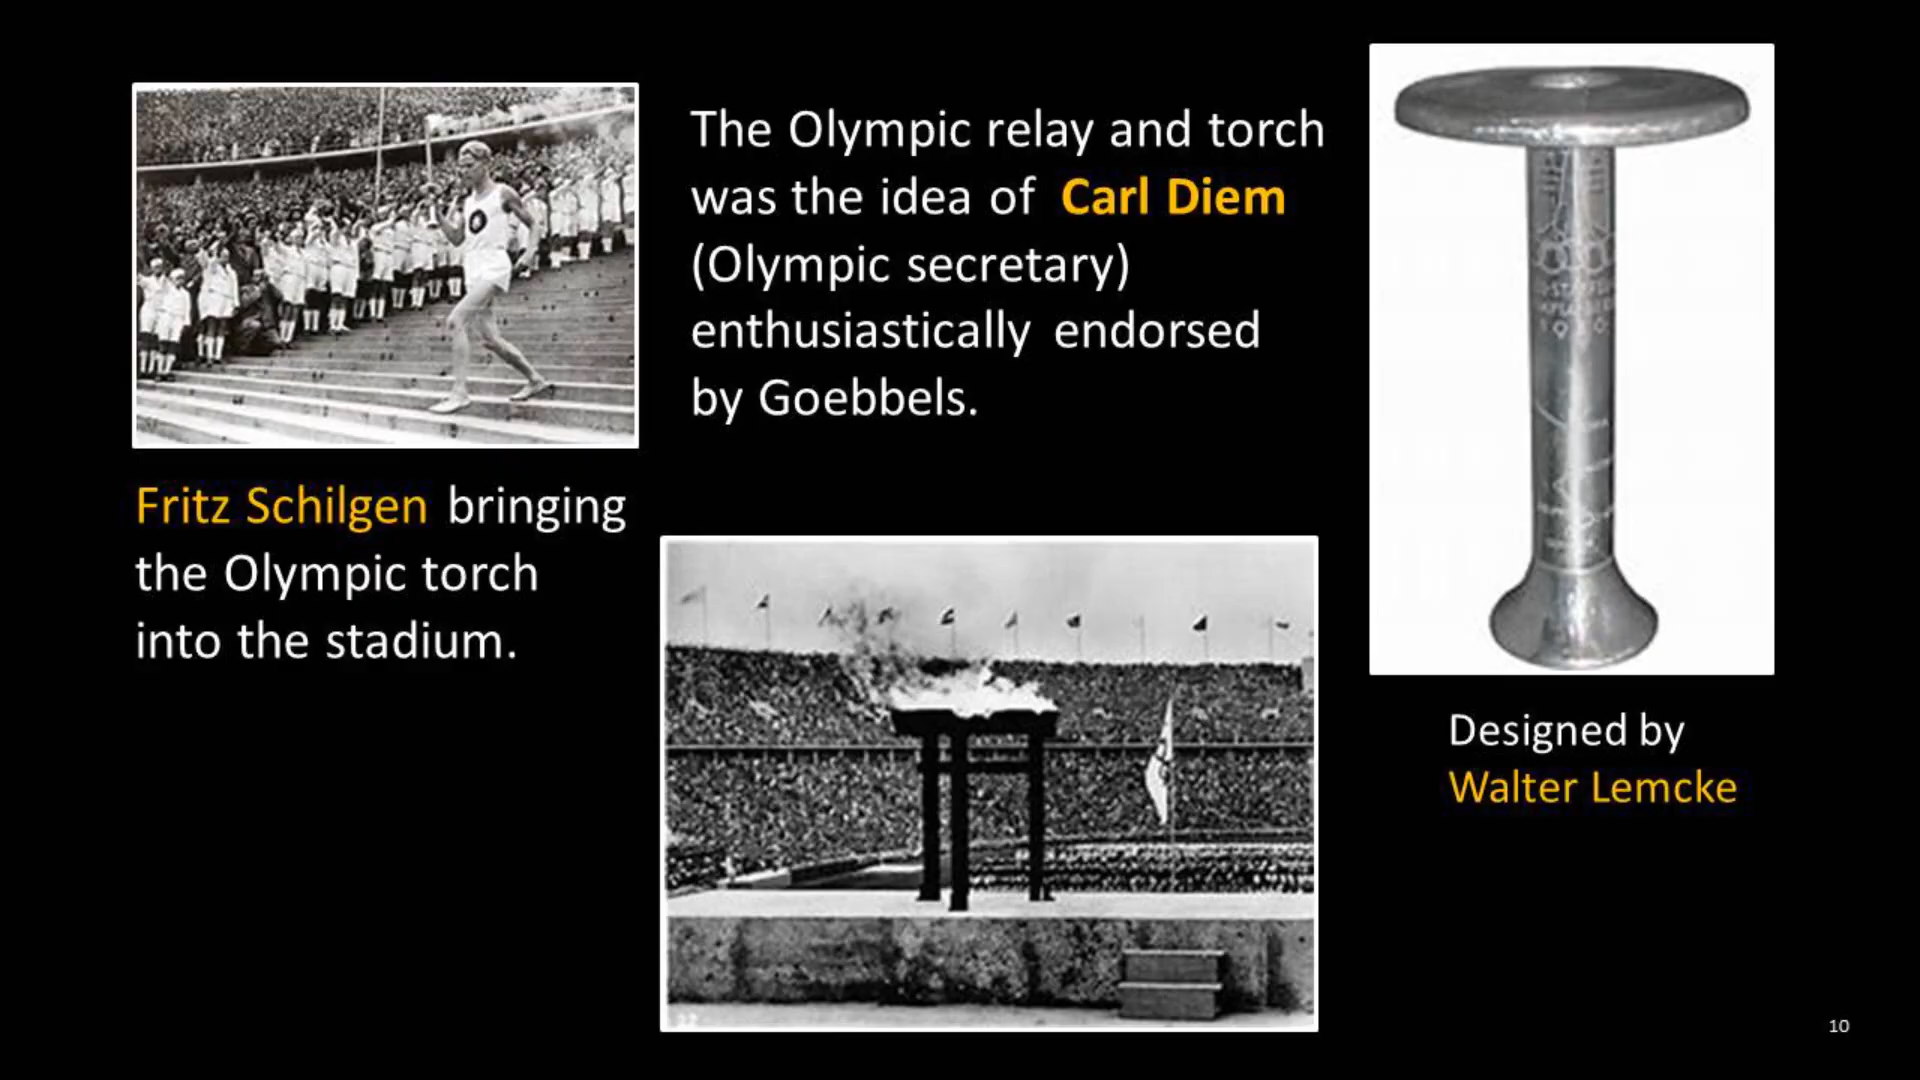 The Olympic relay and torch
was the idea of Carl Diem
(Olympic secretary)
enthusiastically endorsed
by Goebbels.
Fritz Schilgen bringing
the Olympic torch
into the stadium.
Designed by
Walter Lemcke
10